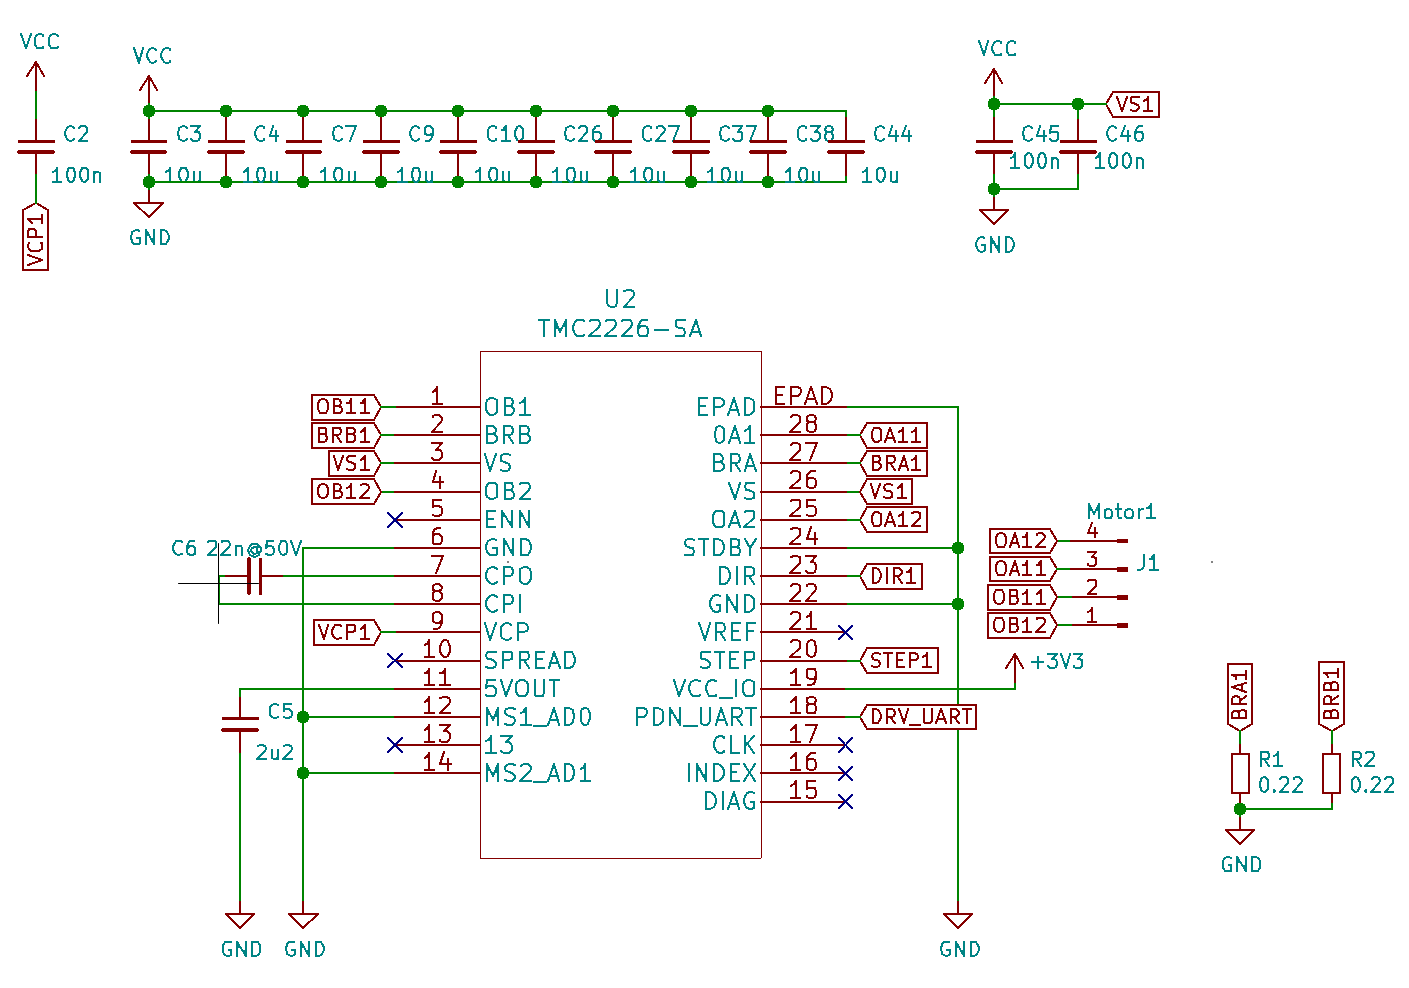 VCC
C2
100n
VCP1
VCC
C3 C4 C7 C9 C10 C26 C27 C37 C38 C44
10u 10u 10u 10u 10u 10u 10u 10u 10u 10u
GND
VCC
VS1
C45 C46
100n 100n
GND
U2
TMC2226-SA
OB11 1 OB1
BRB1 2 BRB
VS1 3 VS
OB12 4 OB2
5 ENN
6 GND
C6 22n@50V
7 CPO
8 CPI
VCP1 9 VCP
10 SPREAD
11 5VOUT
12 MS1_AD0
13 13
14 MS2_AD1
C5
2u2
GND GND
EPAD EPAD
OA1 28 OA11
BRA 27 BRA1
VS 26 VS1
OA2 25 OA12
STDBY 24
DIR 23 DIR1
GND 22
VREF 21
STEP 20 STEP1
VCC_IO 19
+3V3
PDN_UART 18 DRV_UART
CLK 17
INDEX 16
DIAG 15
GND
Motor1
J1
OA12 4
OA11 3
OB11 2
OB12 1
BRA1 BRB1
R1 R2
0.22 0.22
GND